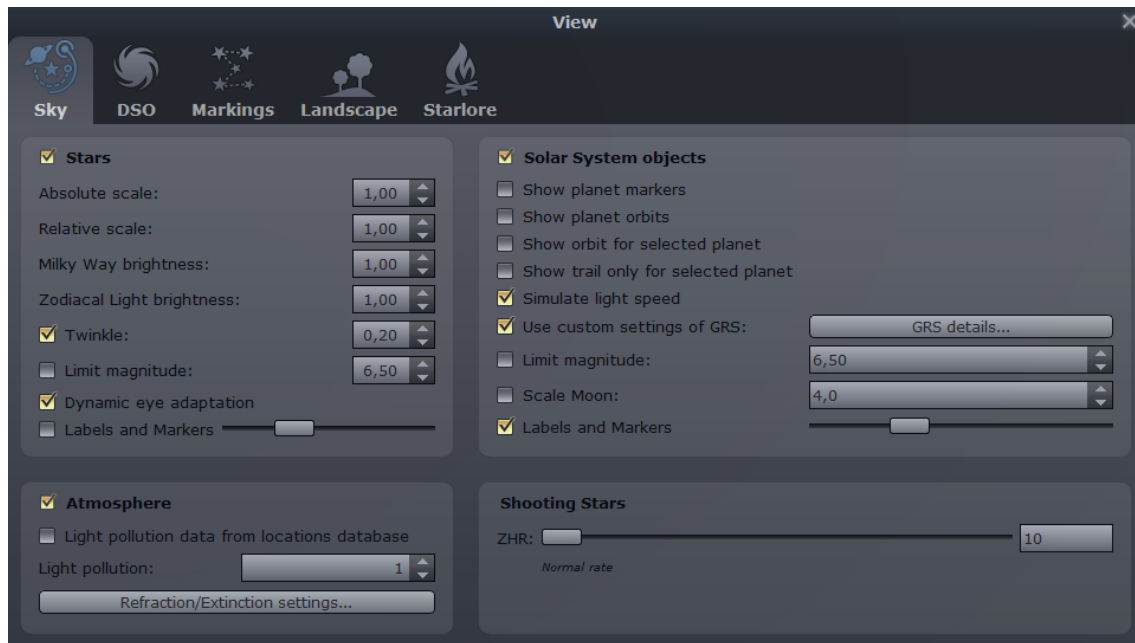 View
Sky DSO Markings Landscape Starlore
Stars
Absolute scale: 1,00
Relative scale: 1,00
Milky Way brightness: 1,00
Zodiacal Light brightness: 1,00
Twinkle: 0,20
Limit magnitude: 6,50
Dynamic eye adaptation
Labels and Markers
Solar System objects
Show planet markers
Show planet orbits
Show orbit for selected planet
Show trail only for selected planet
Simulate light speed
Use custom settings of GRS: GRS details...
Limit magnitude: 6,50
Scale Moon: 4,0
Labels and Markers
Atmosphere
Light pollution data from locations database
Light pollution: 1
Refraction/Extinction settings...
Shooting Stars
ZHR: 10
Normal rate